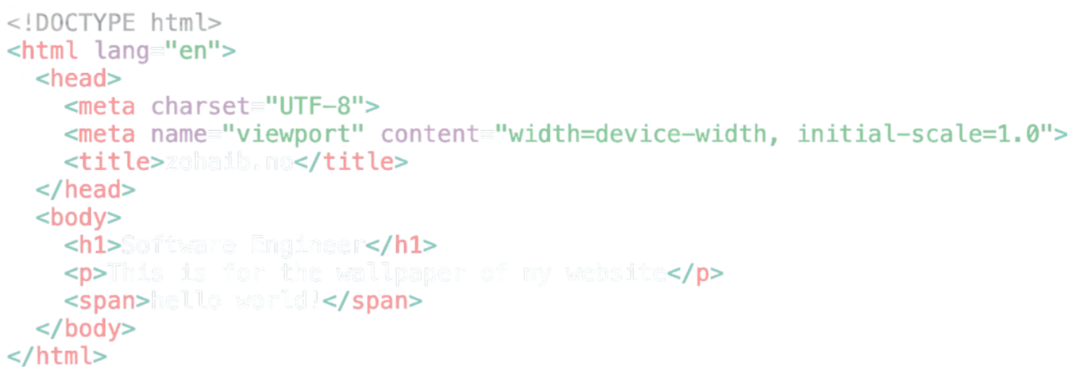 <!DOCTYPE html>
<html lang="en">
  <head>
    <meta charset="UTF-8">
    <meta name="viewport" content="width=device-width, initial-scale=1.0">
    <title>zohaib.no</title>
  </head>
  <body>
    <h1>Software Engineer</h1>
    <p>This is for the wallpaper of my website</p>
    <span>hello world!</span>
  </body>
</html>